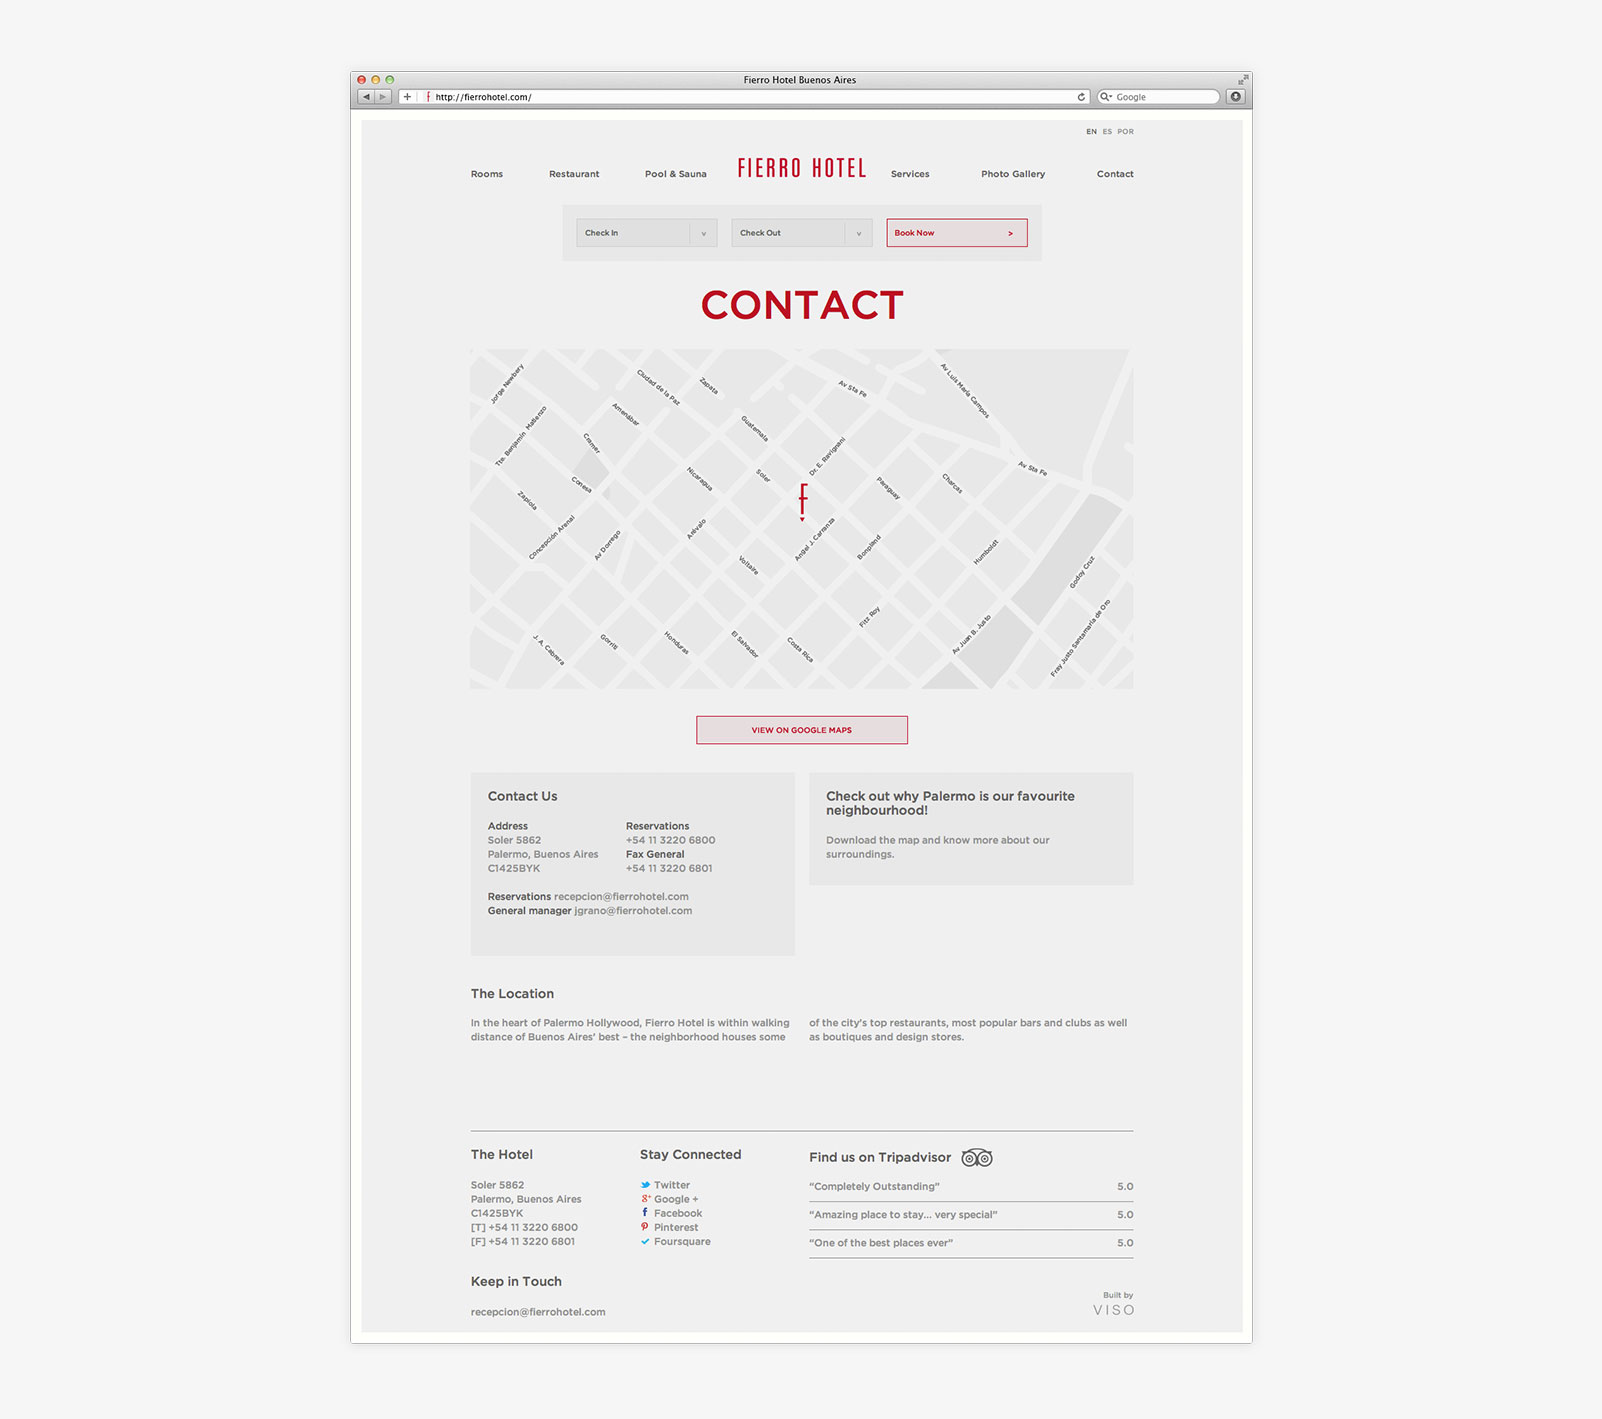 Fierro Hotel Buenos Aires
http://fierrohotel.com/
Google
EN ES POR
Rooms
Restaurant
Pool & Sauna
FIERRO HOTEL
Services
Photo Gallery
Contact
Check In
Check Out
Book Now >
CONTACT
Jorge Newbery
Tte. Benjamín Matienzo
Ciudad de la Paz
Zapata
Amenábar
Cramer
Conesa
Zapiola
Concepción Arenal
Av Dorrego
Guatemala
Av Sta Fe
Av Luis María Campos
Dr. E. Ravignani
Soler
Nicaragua
Paraguay
Charcas
Av Sta Fe
f
Arévalo
Angel J. Carranza
Voltaire
Bonpland
Humboldt
Godoy Cruz
Fitz Roy
Av Juan B. Justo
Fray Justo Santamaría de Oro
J. A. Cabrera
Gorriti
Honduras
El Salvador
Costa Rica
VIEW ON GOOGLE MAPS
Contact Us
Address
Soler 5862
Palermo, Buenos Aires
C1425BYK
Reservations
+54 11 3220 6800
Fax General
+54 11 3220 6801
Reservations recepcion@fierrohotel.com
General manager jgrano@fierrohotel.com
Check out why Palermo is our favourite
neighbourhood!
Download the map and know more about our
surroundings.
The Location
In the heart of Palermo Hollywood, Fierro Hotel is within walking
distance of Buenos Aires' best – the neighborhood houses some
of the city's top restaurants, most popular bars and clubs as well
as boutiques and design stores.
The Hotel
Soler 5862
Palermo, Buenos Aires
C1425BYK
[T] +54 11 3220 6800
[F] +54 11 3220 6801
Stay Connected
Twitter
Google +
Facebook
Pinterest
Foursquare
Find us on Tripadvisor
"Completely Outstanding" 5.0
"Amazing place to stay... very special" 5.0
"One of the best places ever" 5.0
Keep in Touch
recepcion@fierrohotel.com
Built by
VISO